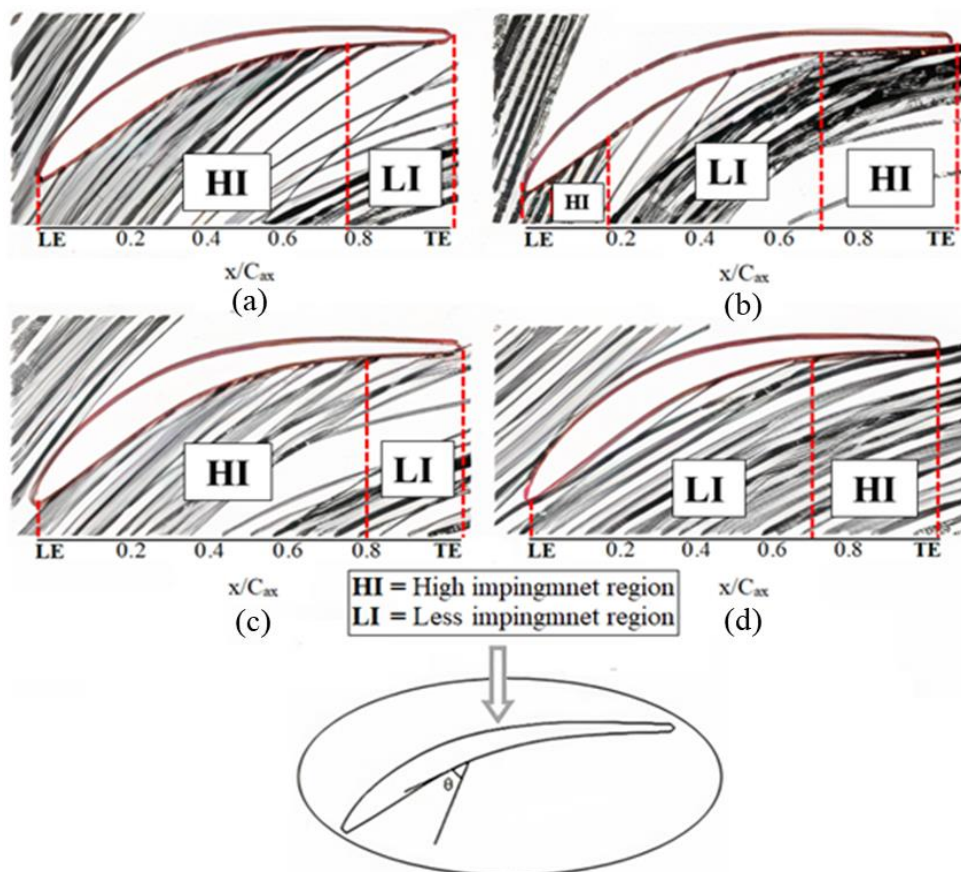 HI
LI
LE 0.2 0.4 0.6 0.8 TE
x/Cax
(a)
HI
LI
HI
LE 0.2 0.4 0.6 0.8 TE
x/Cax
(b)
HI
LI
LE 0.2 0.4 0.6 0.8 TE
x/Cax
(c)
LI
HI
LE 0.2 0.4 0.6 0.8 TE
x/Cax
(d)
HI = High impingmnet region
LI = Less impingmnet region
θ